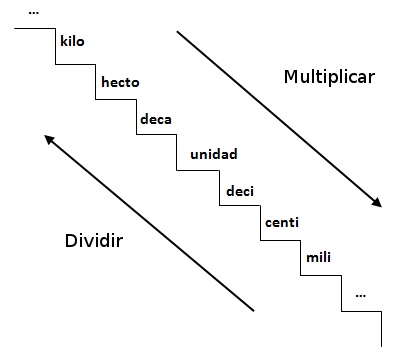 ...
kilo
Multiplicar
hecto
deca
unidad
deci
centi
Dividir
mili
...